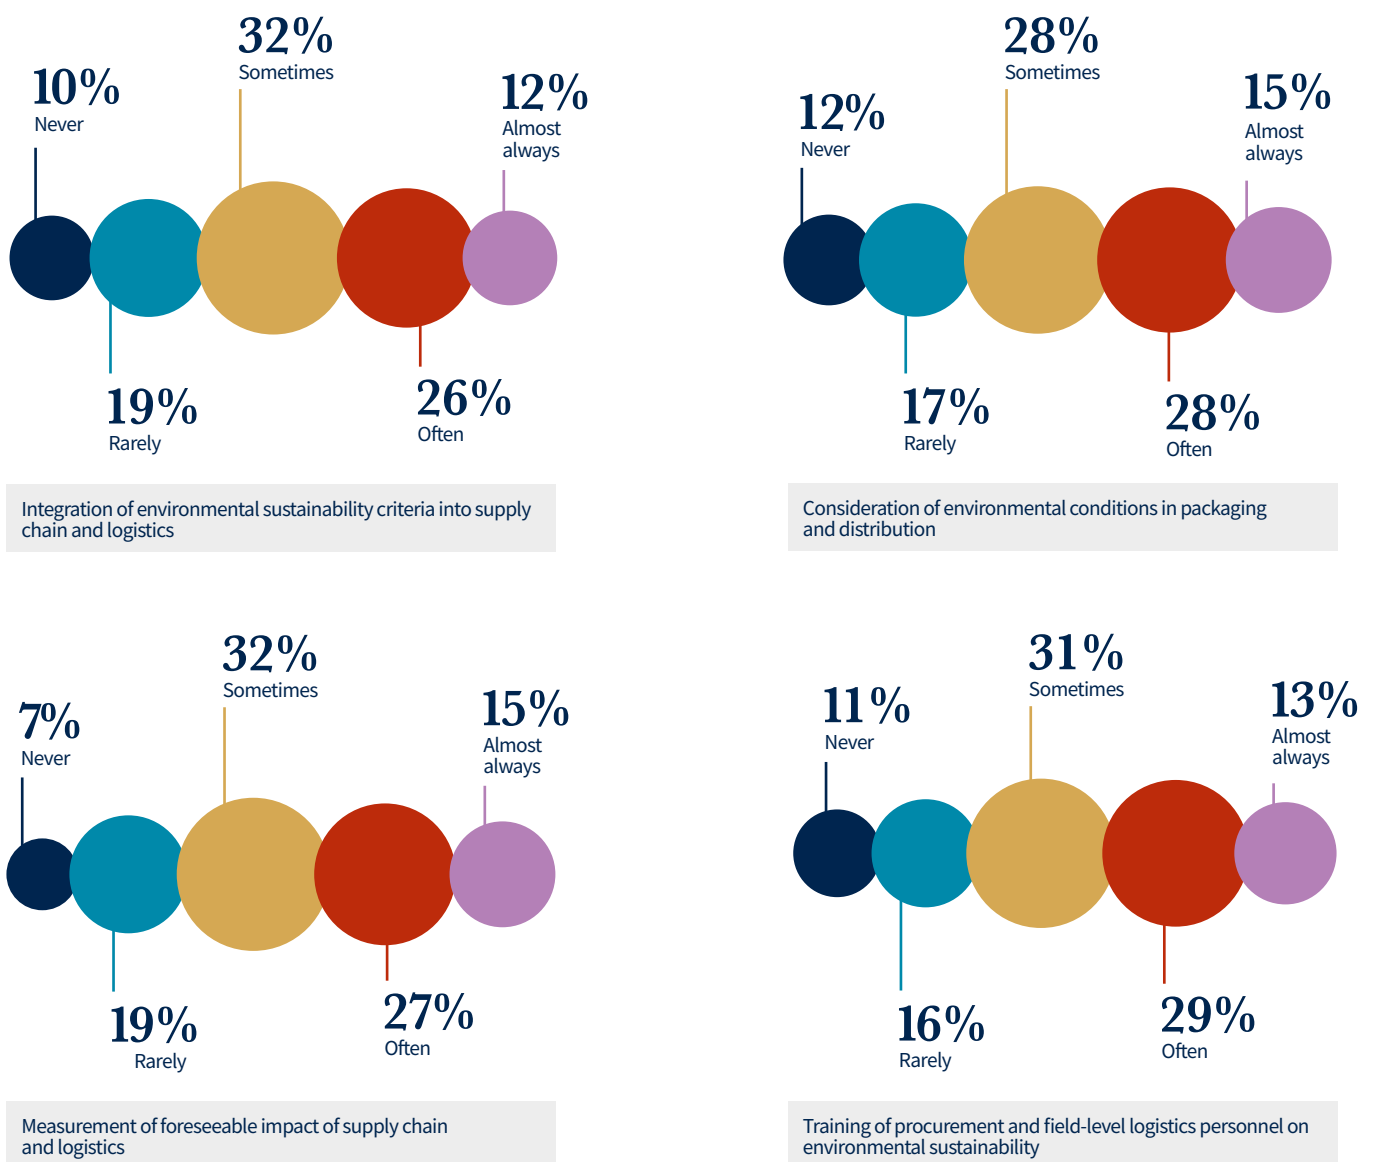 10%
Never
32%
Sometimes
12%
Almost
always
19%
Rarely
26%
Often
Integration of environmental sustainability criteria into supply
chain and logistics
12%
Never
28%
Sometimes
15%
Almost
always
17%
Rarely
28%
Often
Consideration of environmental conditions in packaging
and distribution
7%
Never
32%
Sometimes
15%
Almost
always
19%
Rarely
27%
Often
Measurement of foreseeable impact of supply chain
and logistics
11%
Never
31%
Sometimes
13%
Almost
always
16%
Rarely
29%
Often
Training of procurement and field-level logistics personnel on
environmental sustainability